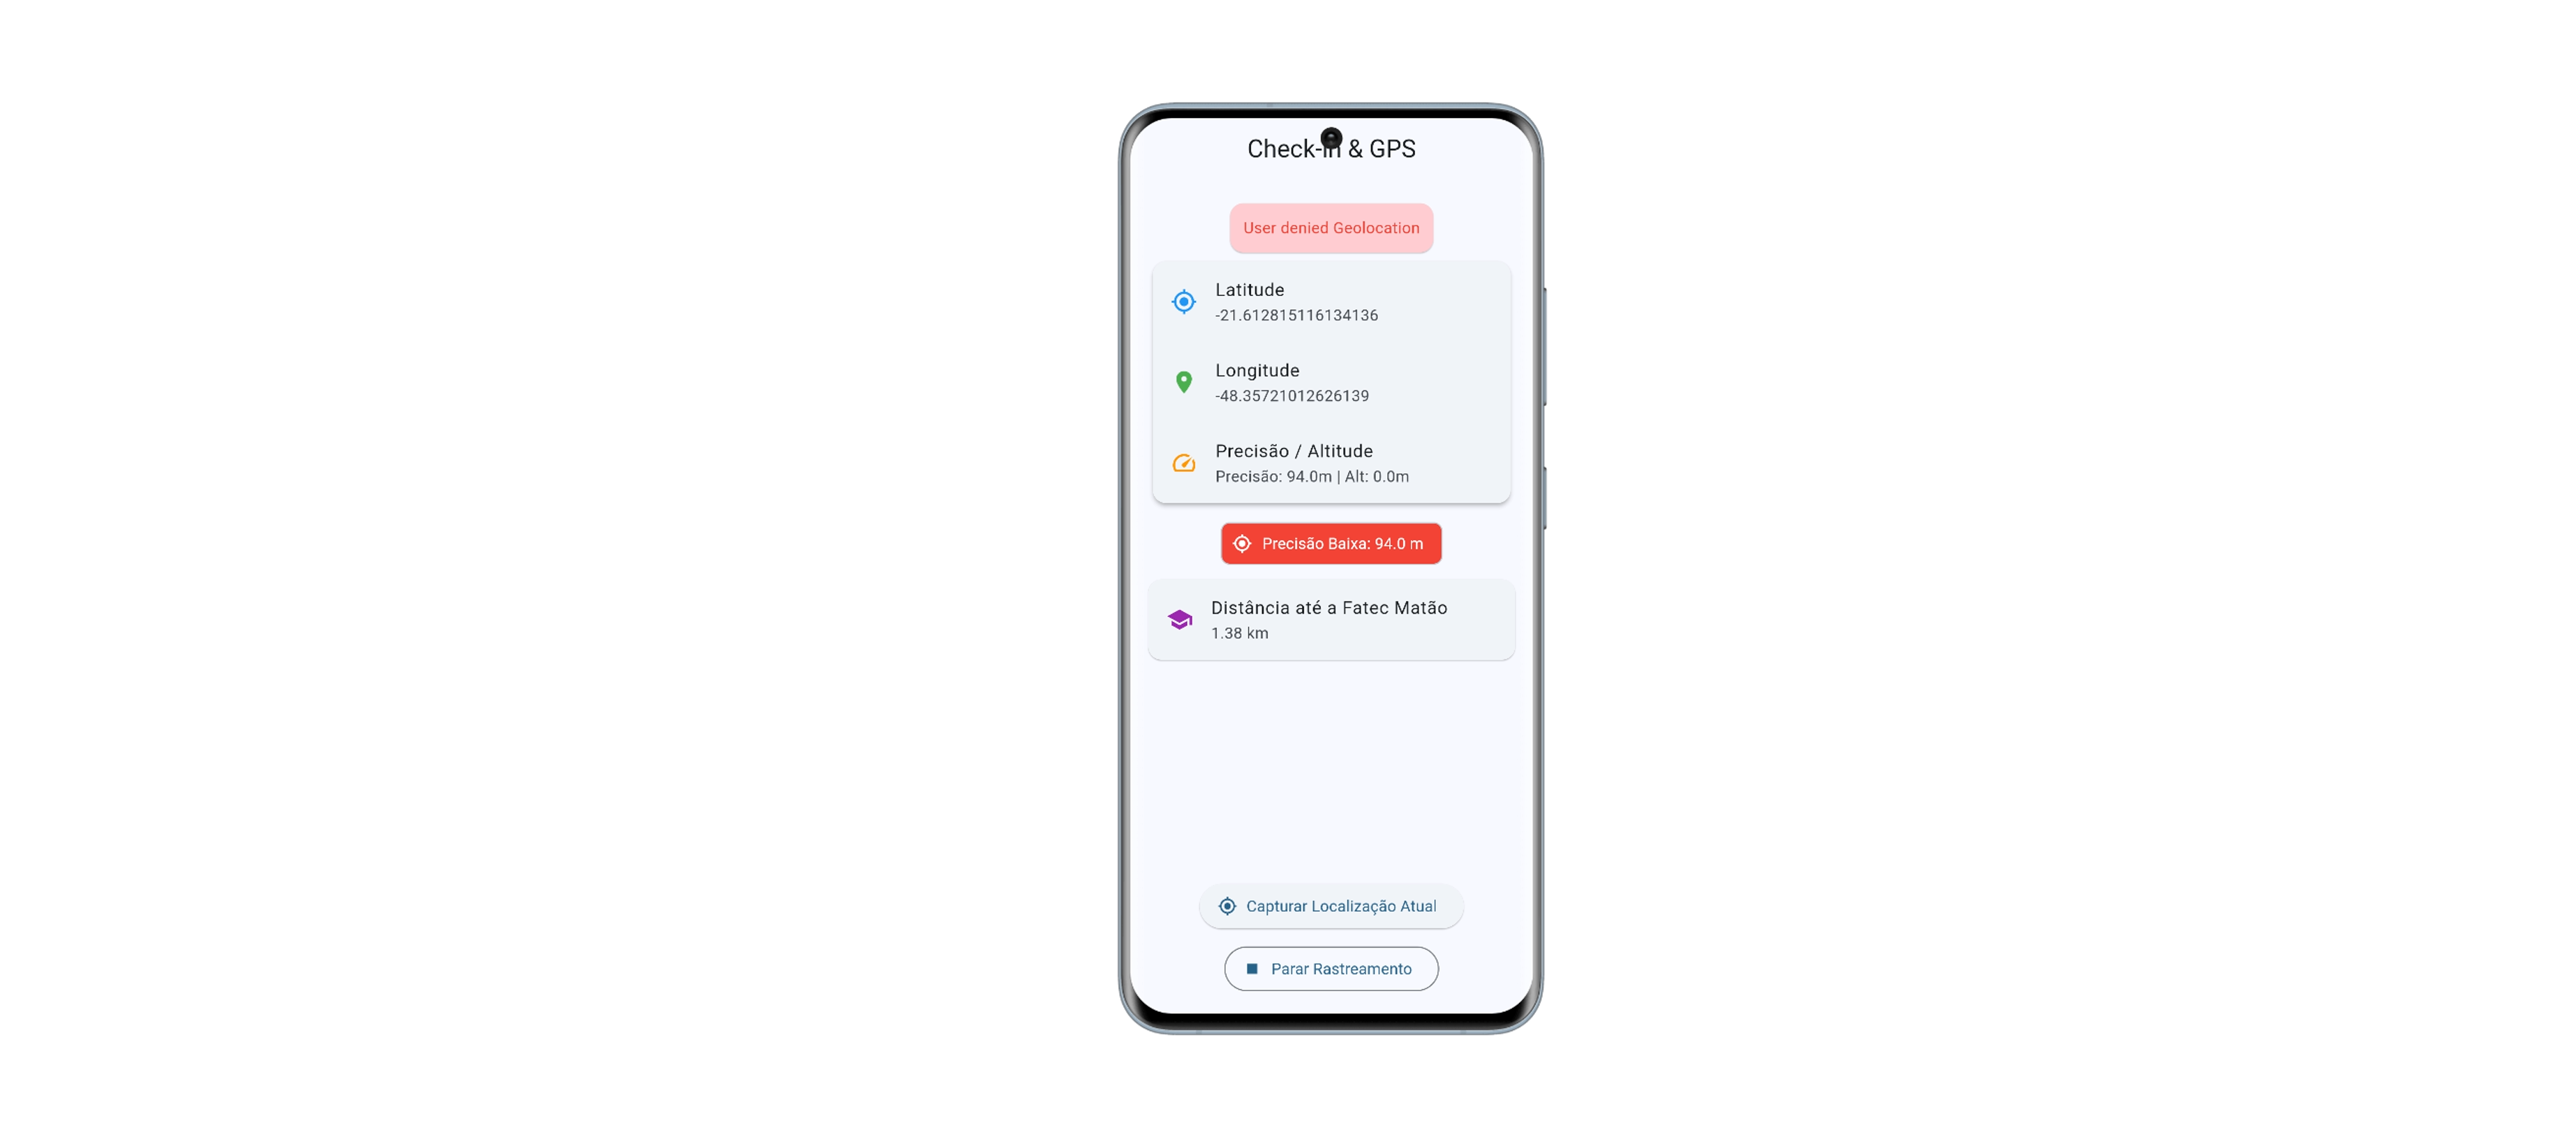 Check-in & GPS
User denied Geolocation
Latitude
-21.612815116134136
Longitude
-48.35721012626139
Precisão / Altitude
Precisão: 94.0m | Alt: 0.0m
Precisão Baixa: 94.0 m
Distância até a Fatec Matão
1.38 km
Capturar Localização Atual
Parar Rastreamento